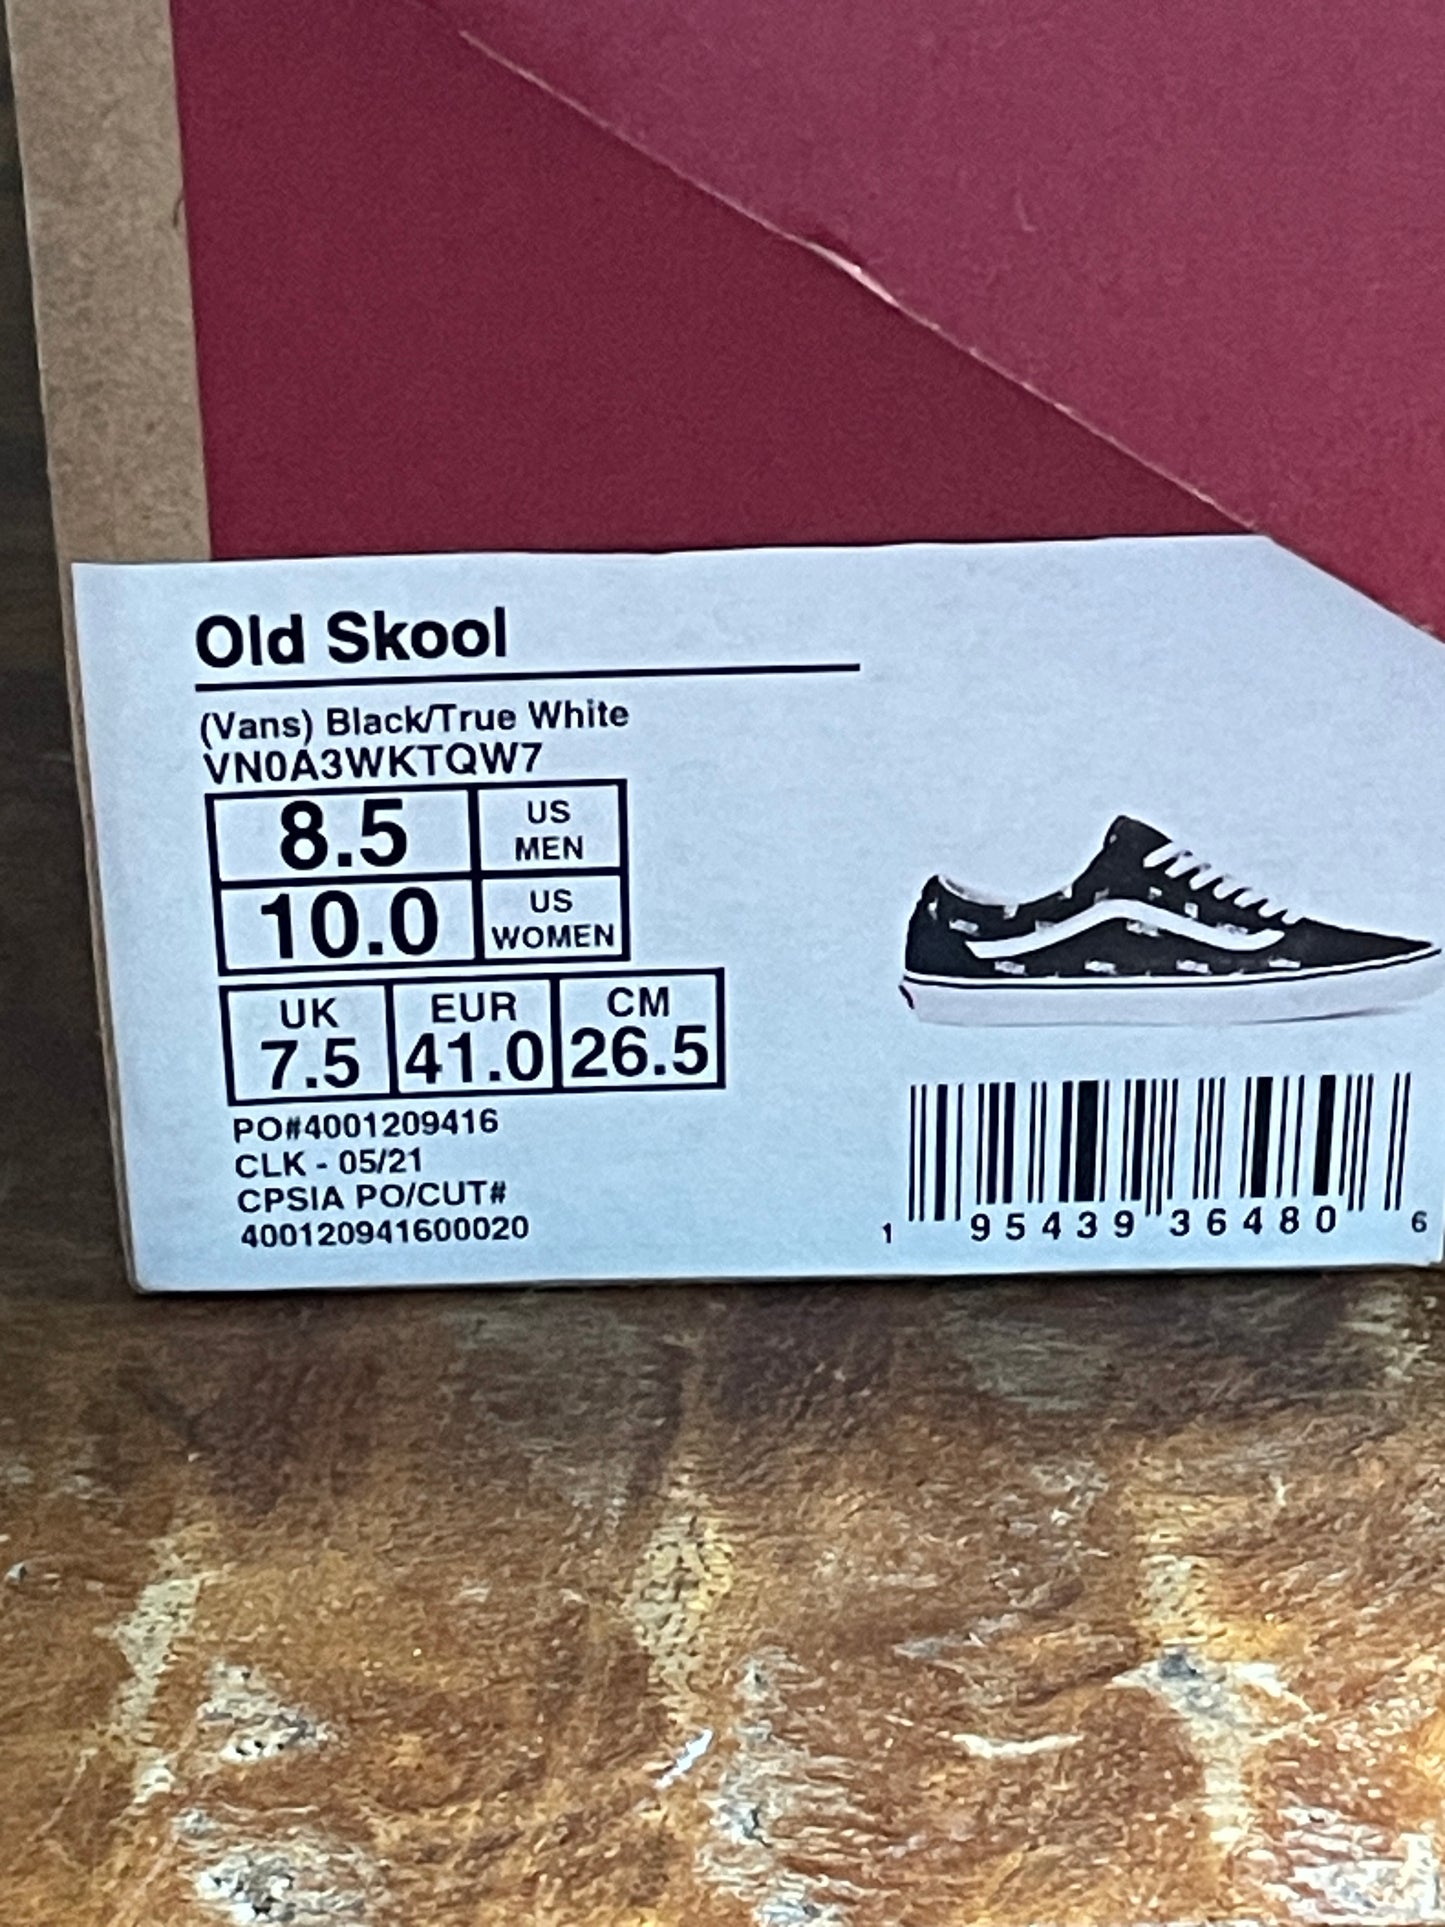 Old Skool
(Vans) Black/True White
VN0A3WKTQW7
8.5 US MEN
10.0 US WOMEN
UK EUR CM
7.5 41.0 26.5
PO#4001209416
CLK - 05/21
CPSIA PO/CUT#
400120941600020
1 95439 36480 6